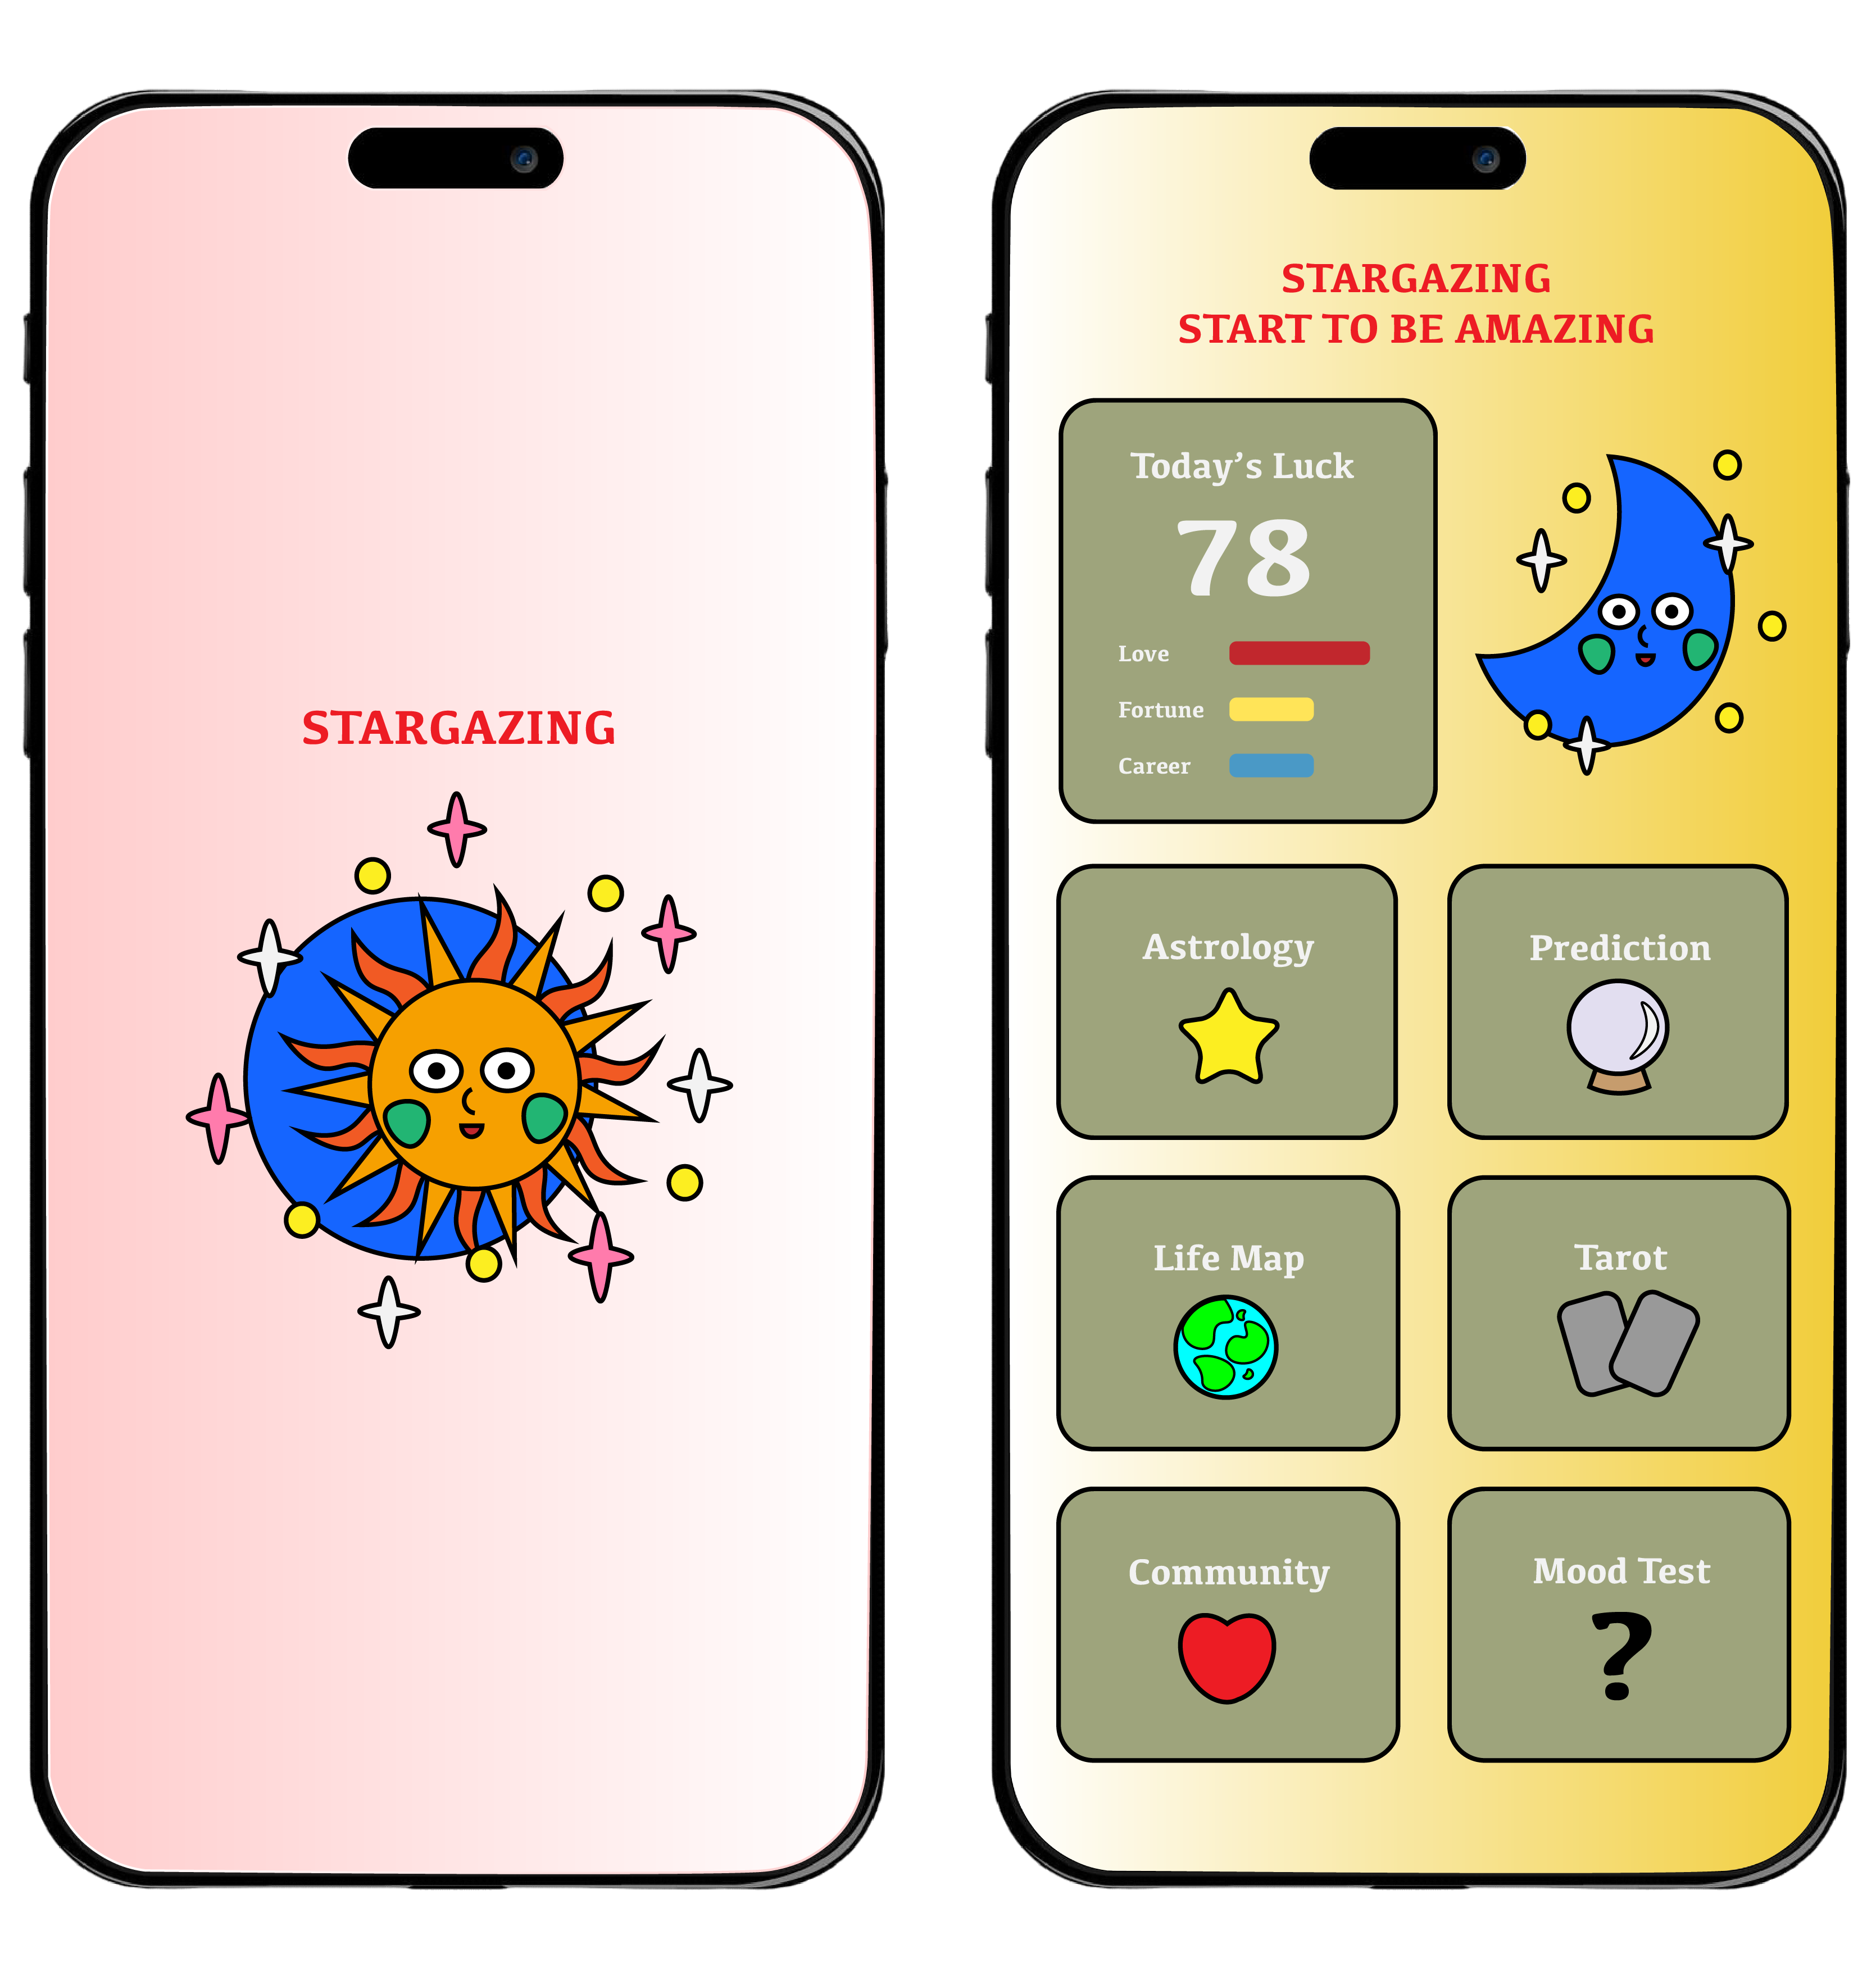 STARGAZING
STARGAZING
START TO BE AMAZING
Today’s Luck
78
Love
Fortune
Career
Astrology
Prediction
Life Map
Tarot
Community
Mood Test
?